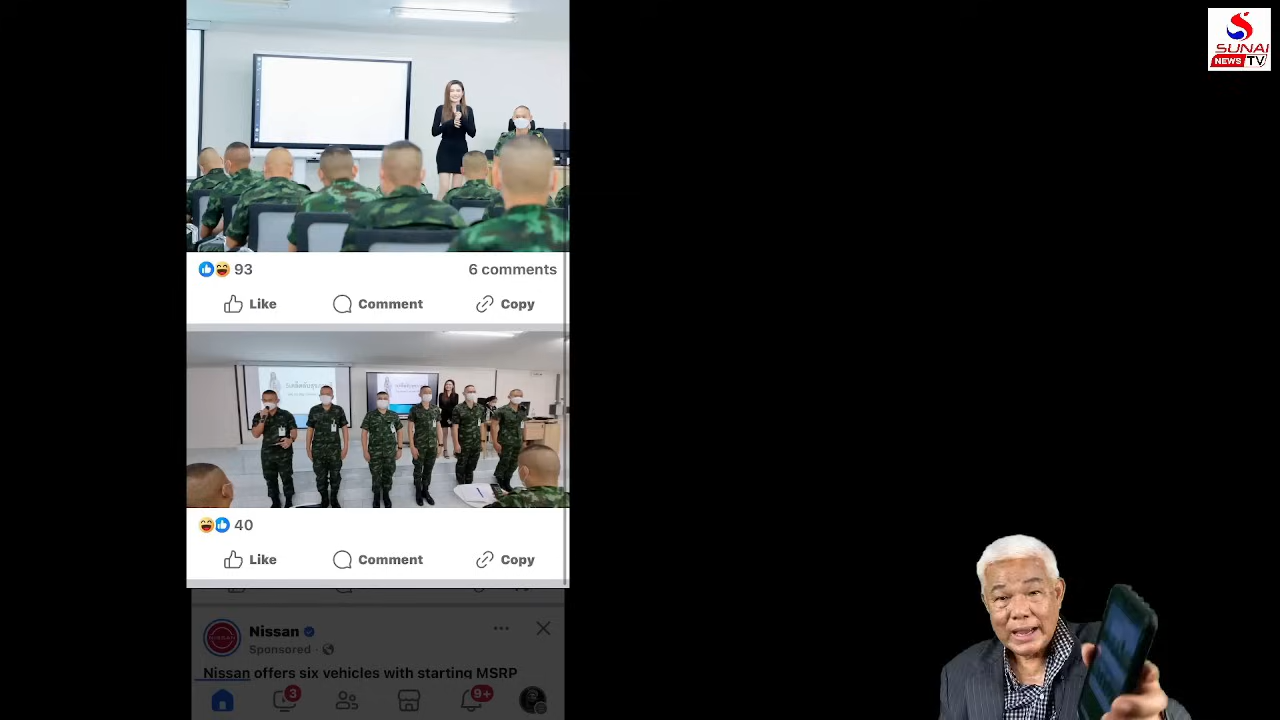 SUNAI
NEWS TV
93
6 comments
Like
Comment
Copy
40
Like
Comment
Copy
Nissan
Sponsored
Nissan offers six vehicles with starting MSRP
3
9+